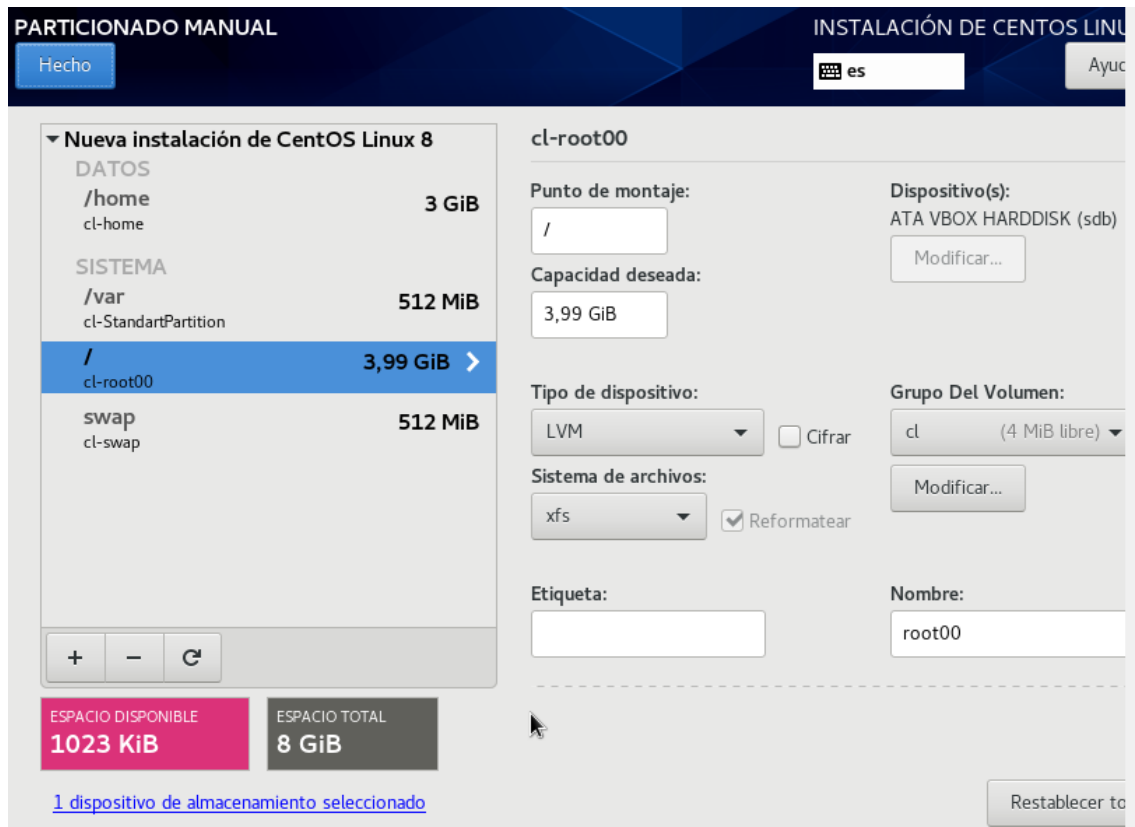 PARTICIONADO MANUAL
Hecho
INSTALACIÓN DE CENTOS LINU
es
Ayuc
Nueva instalación de CentOS Linux 8
DATOS
/home
3 GiB
cl-home
SISTEMA
/var
512 MiB
cl-StandartPartition
/
3,99 GiB
cl-root00
swap
512 MiB
cl-swap
+ −
ESPACIO DISPONIBLE
1023 KiB
ESPACIO TOTAL
8 GiB
1 dispositivo de almacenamiento seleccionado
cl-root00
Punto de montaje:
/
Dispositivo(s):
ATA VBOX HARDDISK (sdb)
Modificar...
Capacidad deseada:
3,99 GiB
Tipo de dispositivo:
LVM
Cifrar
Grupo Del Volumen:
cl (4 MiB libre)
Modificar...
Sistema de archivos:
xfs
Reformatear
Etiqueta:
Nombre:
root00
Restablecer to